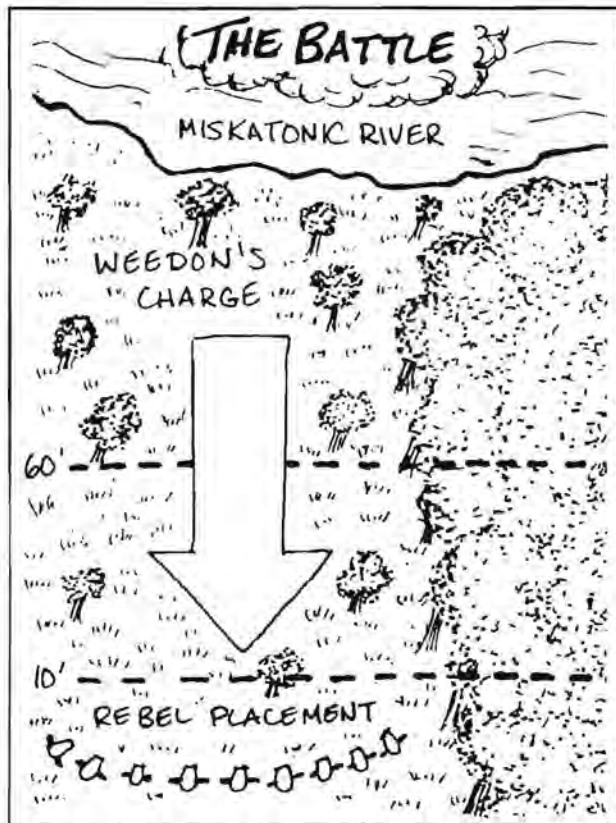 THE BATTLE
MISKATONIC RIVER
WEEDON'S
CHARGE
60'
10'
REBEL PLACEMENT